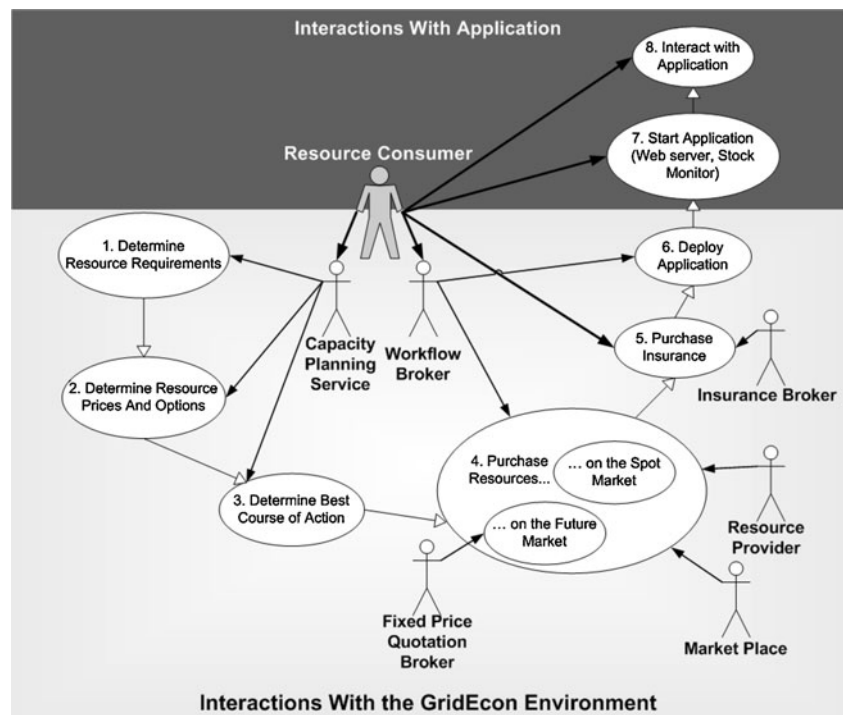 Interactions With Application
8. Interact with
Application
7. Start Application
(Web server, Stock
Monitor)
Resource Consumer
1. Determine
Resource Requirements
6. Deploy
Application
Capacity
Planning
Service
Workflow
Broker
5. Purchase
Insurance
Insurance Broker
2. Determine Resource
Prices And Options
4. Purchase
Resources...
... on the Spot
Market
3. Determine Best
Course of Action
... on the Future
Market
Resource
Provider
Fixed Price
Quotation
Broker
Market Place
Interactions With the GridEcon Environment